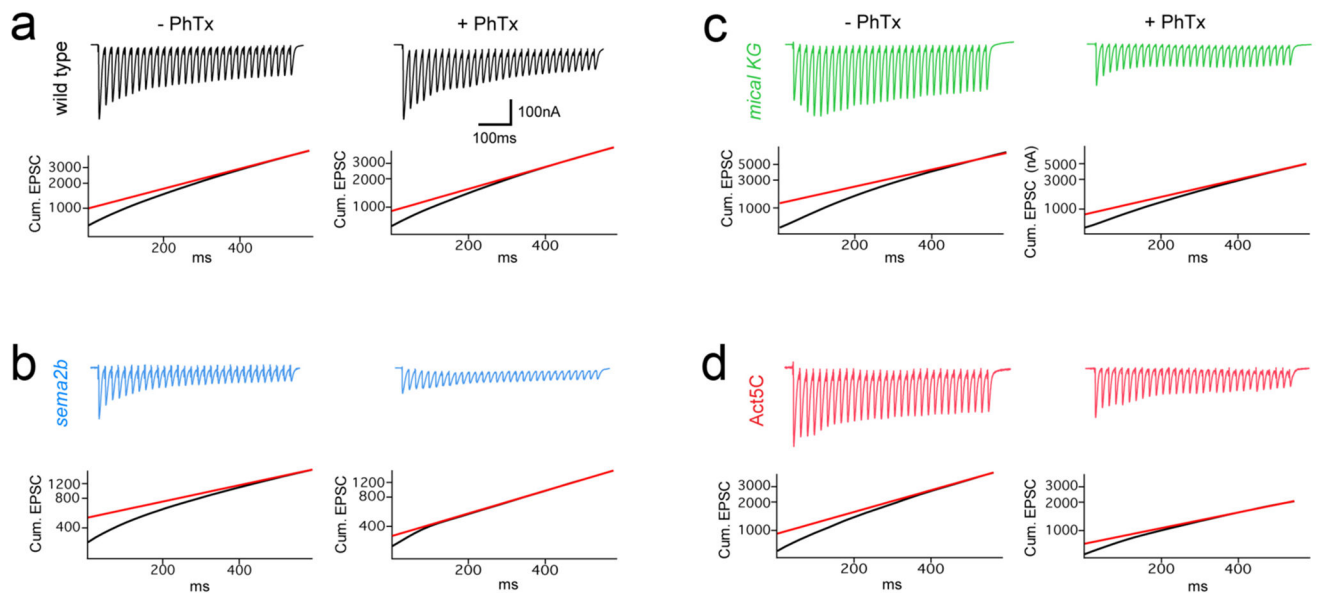 a
- PhTx
+ PhTx
wild type
100nA
100ms
Cum. EPSC
3000
2000
1000
200
400
ms
Cum. EPSC
3000
2000
1000
200
400
ms
c
- PhTx
+ PhTx
mical KG
Cum. EPSC
5000
3000
1000
200
400
ms
Cum. EPSC (nA)
5000
3000
1000
200
400
ms
b
sema2b
Cum. EPSC
1200
800
400
200
400
ms
Cum. EPSC
1200
800
400
200
400
ms
d
Act5C
Cum. EPSC
3000
2000
1000
200
400
ms
Cum. EPSC
3000
2000
1000
200
400
ms